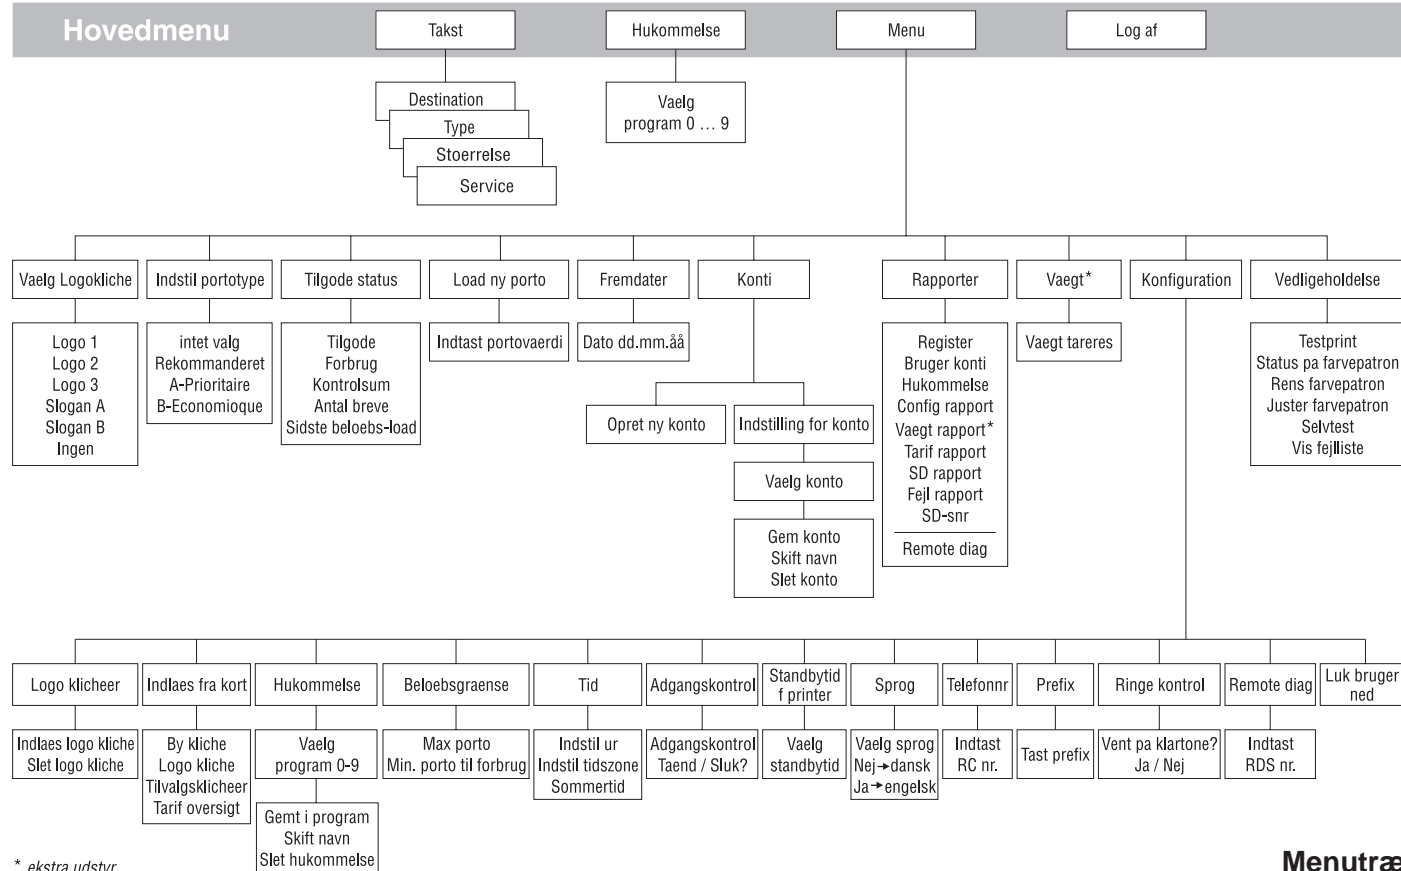 Hovedmenu
Takst
Hukommelse
Menu
Log af
Destination
Type
Stoerrelse
Service
Vaelg
program 0 ... 9
Vaelg Logokliche
Indstil portotype
Tilgode status
Load ny porto
Fremdater
Konti
Rapporter
Vaegt*
Konfiguration
Vedligeholdelse
Logo 1
Logo 2
Logo 3
Slogan A
Slogan B
Ingen
intet valg
Rekommanderet
A-Prioritaire
B-Economioque
Tilgode
Forbrug
Kontrolsum
Antal breve
Sidste beloebs-load
Indtast portovaerdi
Dato dd.mm.åå
Opret ny konto
Indstilling for konto
Vaelg konto
Gem konto
Skift navn
Slet konto
Register
Bruger konti
Hukommelse
Config rapport
Vaegt rapport*
Tarif rapport
SD rapport
Fejl rapport
SD-snr
Remote diag
Vaegt tareres
Testprint
Status pa farvepatron
Rens farvepatron
Juster farvepatron
Selvtest
Vis fejlliste
Logo klicheer
Indlaes fra kort
Hukommelse
Beloebsgraense
Tid
Adgangskontrol
Standbytid
f printer
Sprog
Telefonnr
Prefix
Ringe kontrol
Remote diag
Luk bruger
ned
Indlaes logo kliche
Slet logo kliche
By kliche
Logo kliche
Tilvalgsklicheer
Tarif oversigt
Vaelg
program 0-9
Gemt i program
Skift navn
Slet hukommelse
Max porto
Min. porto til forbrug
Indstil ur
Indstil tidszone
Sommertid
Adgangskontrol
Taend / Sluk?
Vaelg
standbytid
Vaelg sprog
Nej→dansk
Ja→engelsk
Indtast
RC nr.
Tast prefix
Vent pa klartone?
Ja / Nej
Indtast
RDS nr.
* ekstra udstyr
Menutræ